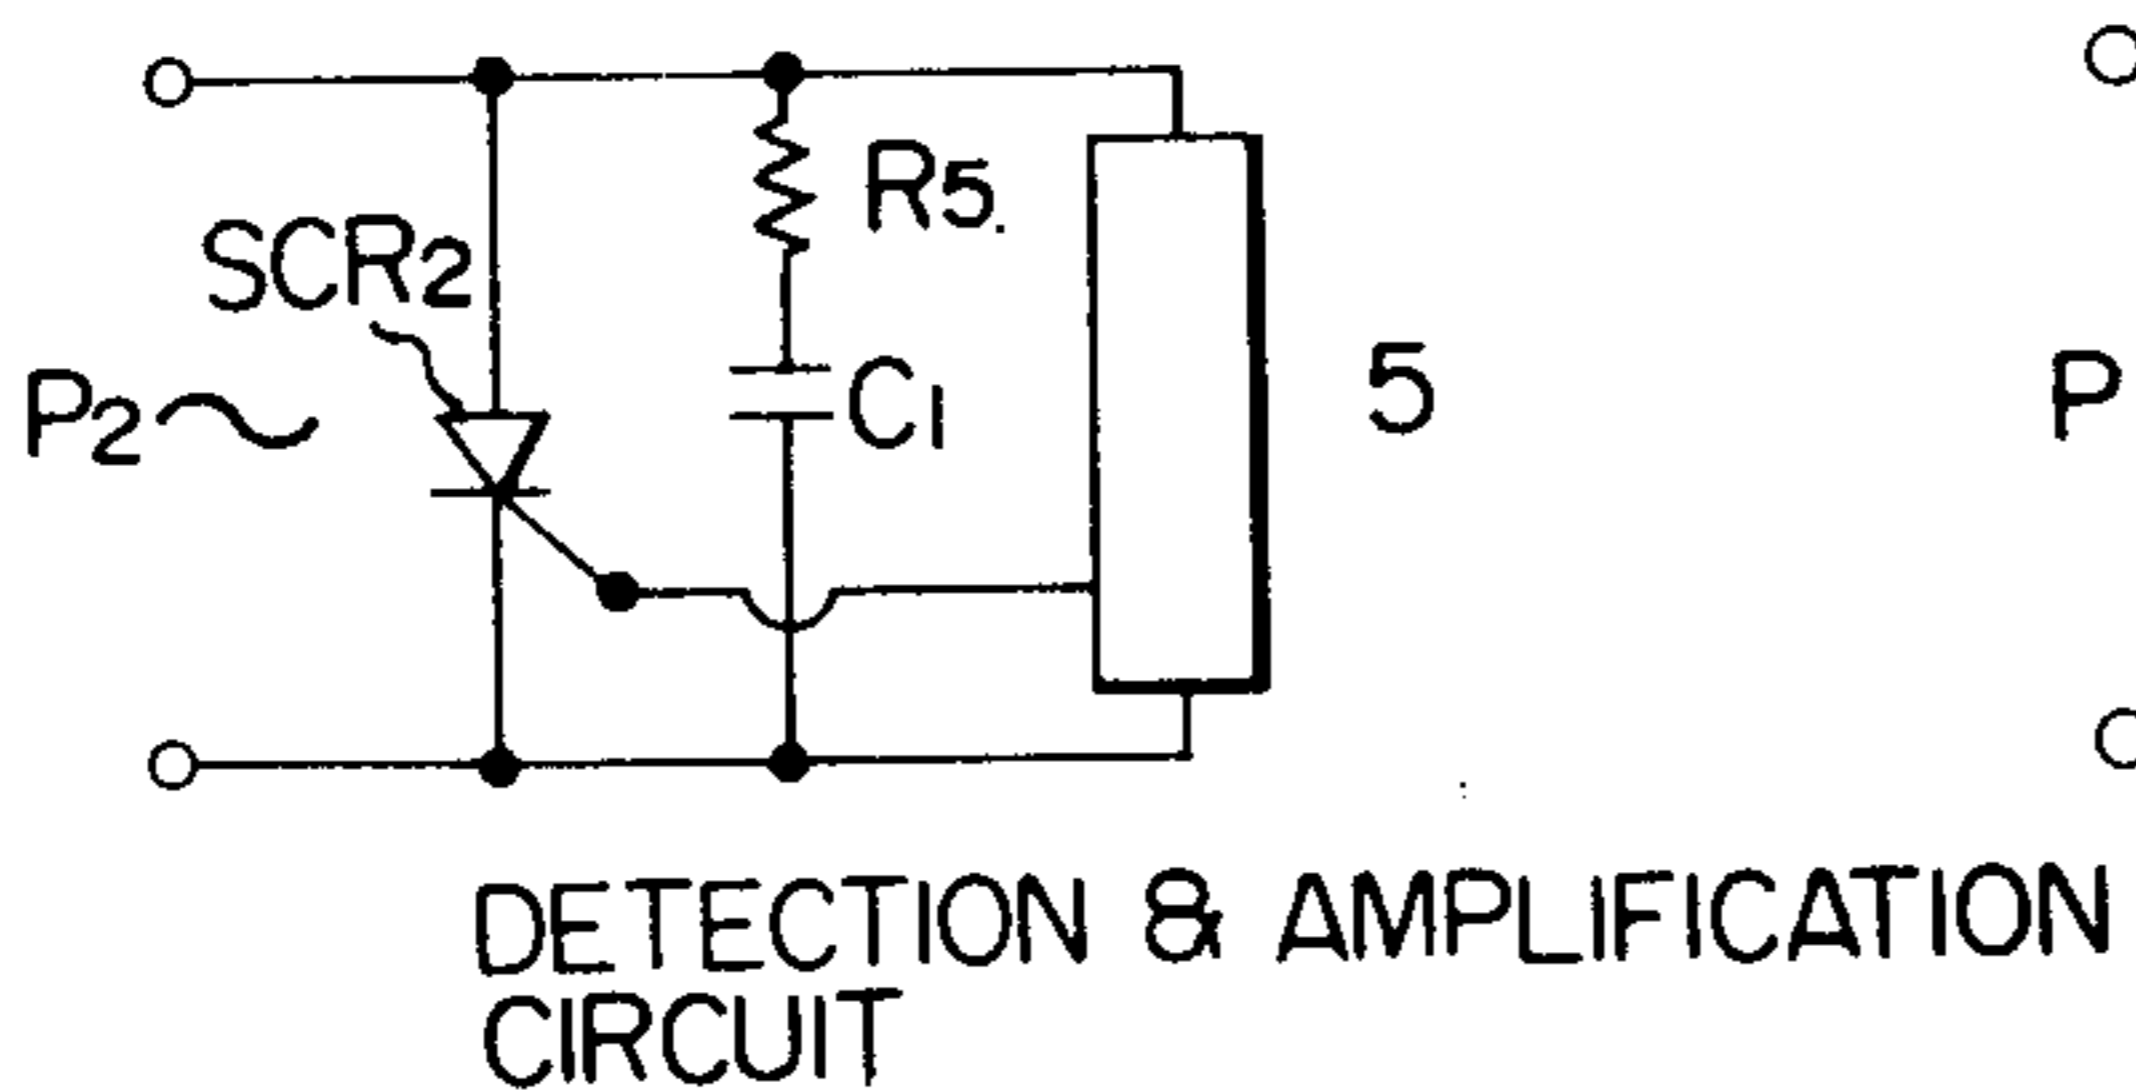 R5.
SCR2
P2
C1
5
P
DETECTION & AMPLIFICATION
CIRCUIT